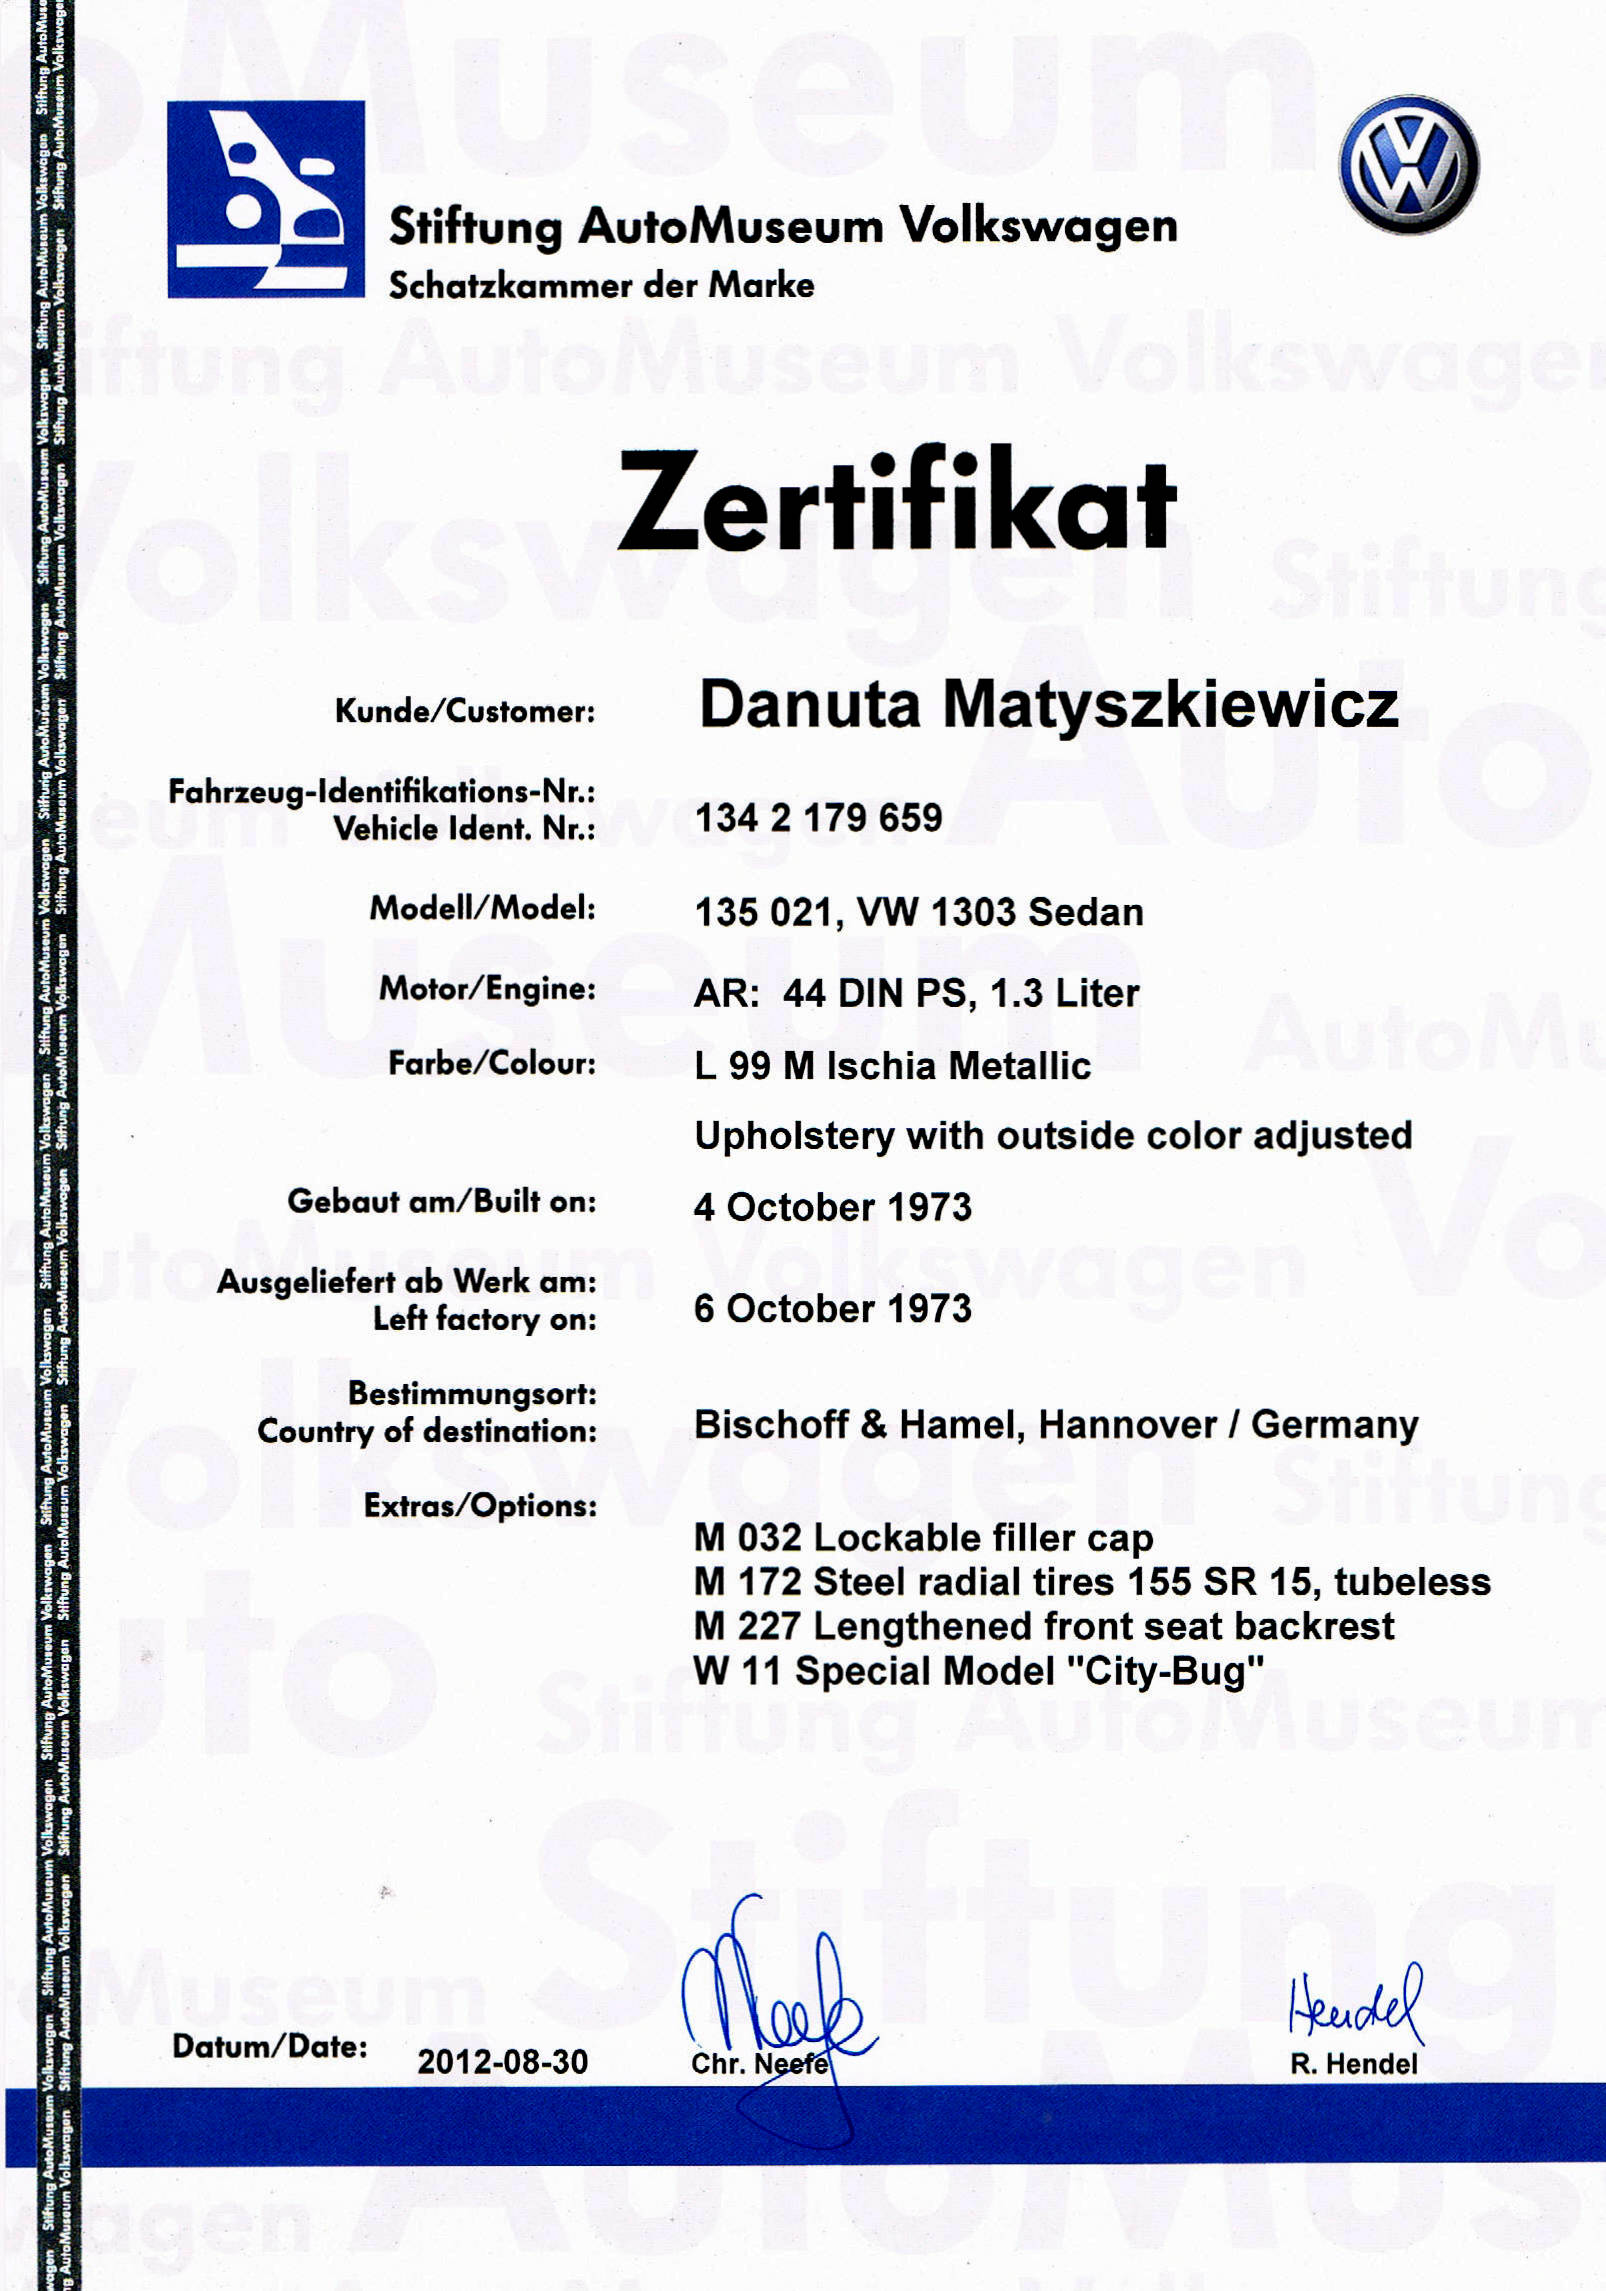 Stiftung AutoMuseum Volkswagen
Schatzkammer der Marke
Zertifikat
Kunde/Customer: Danuta Matyszkiewicz
Fahrzeug-Identifikations-Nr.:
Vehicle Ident. Nr.: 134 2 179 659
Modell/Model: 135 021, VW 1303 Sedan
Motor/Engine: AR: 44 DIN PS, 1.3 Liter
Farbe/Colour: L 99 M Ischia Metallic
Upholstery with outside color adjusted
Gebaut am/Built on: 4 October 1973
Ausgeliefert ab Werk am:
Left factory on: 6 October 1973
Bestimmungsort:
Country of destination: Bischoff & Hamel, Hannover / Germany
Extras/Options:
M 032 Lockable filler cap
M 172 Steel radial tires 155 SR 15, tubeless
M 227 Lengthened front seat backrest
W 11 Special Model "City-Bug"
Neefe
Hendel
Datum/Date: 2012-08-30 Chr. Neefe R. Hendel